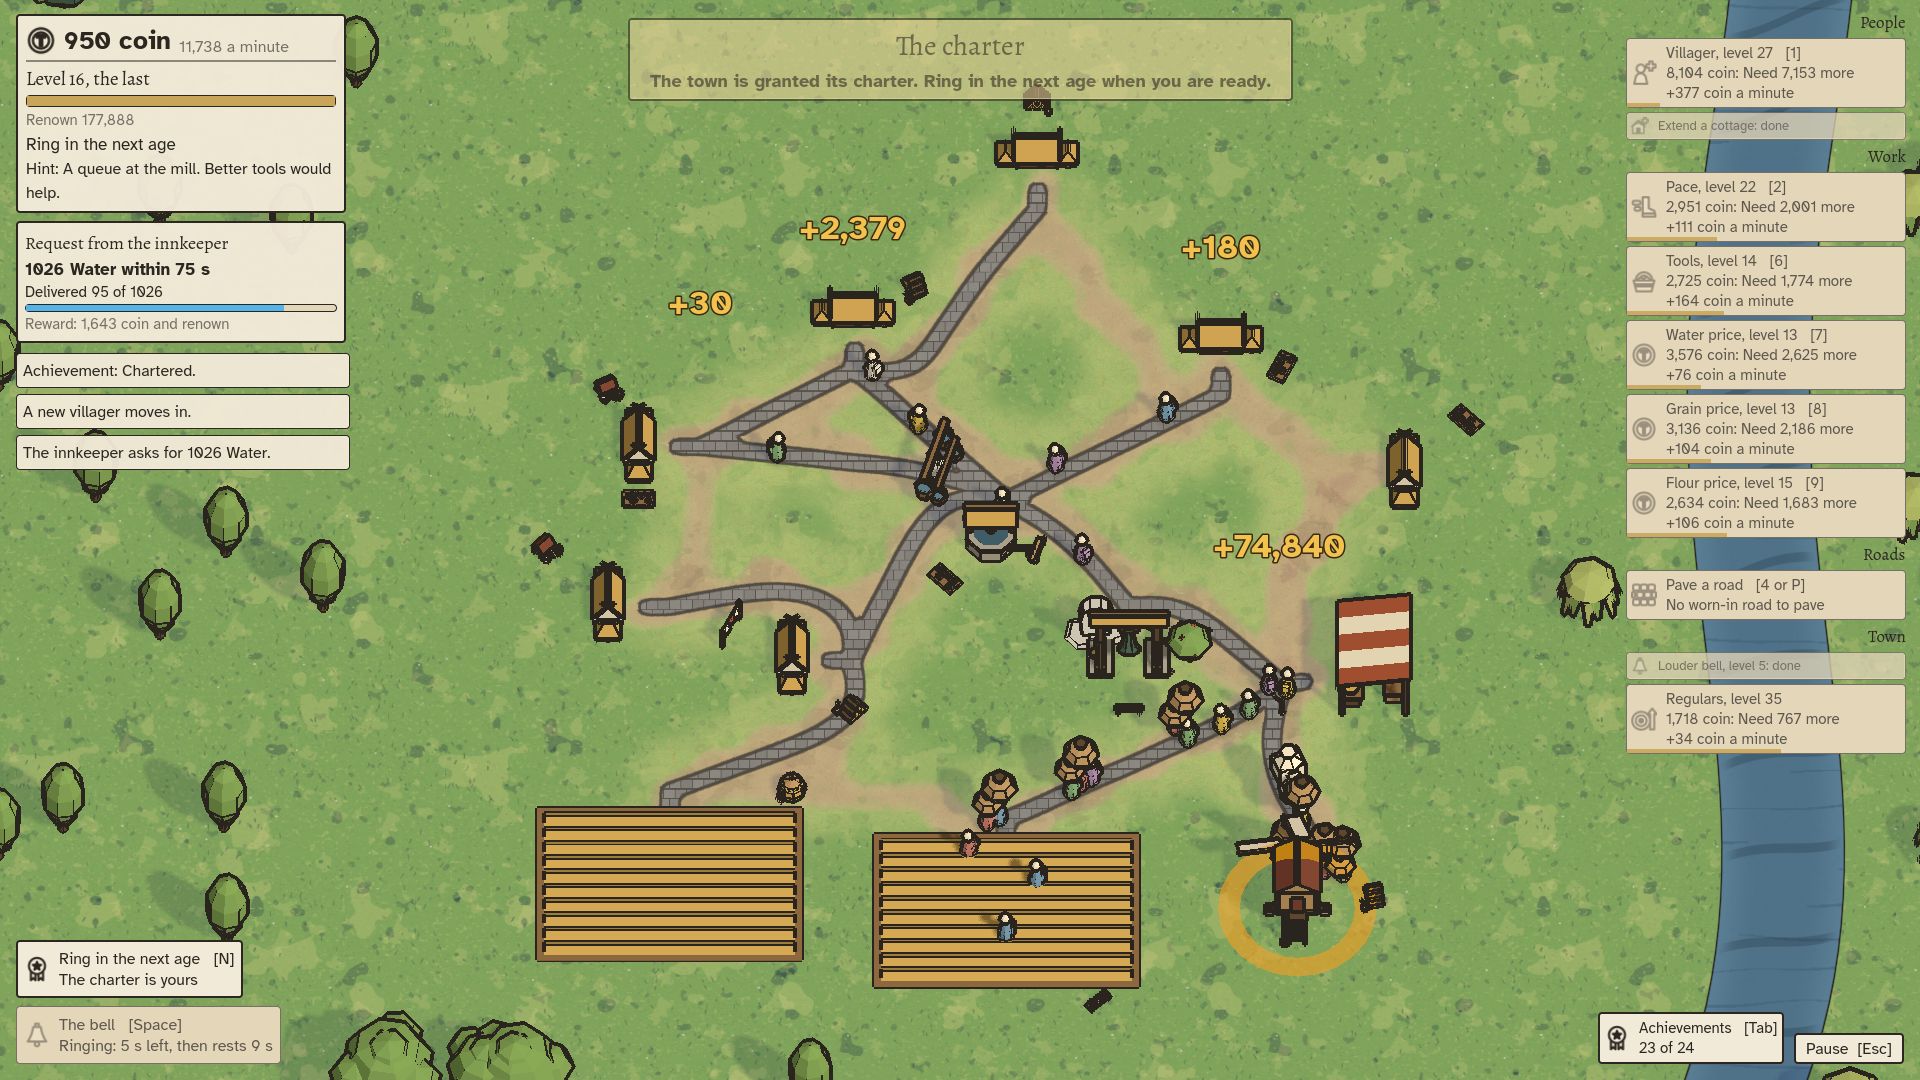 950 coin 11,738 a minute
Level 16, the last
Renown 177,888
Ring in the next age
Hint: A queue at the mill. Better tools would
help.
Request from the innkeeper
1026 Water within 75 s
Delivered 95 of 1026
Reward: 1,643 coin and renown
Achievement: Chartered.
A new villager moves in.
The innkeeper asks for 1026 Water.
The charter
The town is granted its charter. Ring in the next age when you are ready.
+2,379
+180
+30
+74,840
People
Villager, level 27 [1]
8,104 coin: Need 7,153 more
+377 coin a minute
Extend a cottage: done
Work
Pace, level 22 [2]
2,951 coin: Need 2,001 more
+111 coin a minute
Tools, level 14 [6]
2,725 coin: Need 1,774 more
+164 coin a minute
Water price, level 13 [7]
3,576 coin: Need 2,625 more
+76 coin a minute
Grain price, level 13 [8]
3,136 coin: Need 2,186 more
+104 coin a minute
Flour price, level 15 [9]
2,634 coin: Need 1,683 more
+106 coin a minute
Roads
Pave a road [4 or P]
No worn-in road to pave
Town
Louder bell, level 5: done
Regulars, level 35
1,718 coin: Need 767 more
+34 coin a minute
Ring in the next age [N]
The charter is yours
The bell [Space]
Ringing: 5 s left, then rests 9 s
Achievements [Tab]
23 of 24
Pause [Esc]